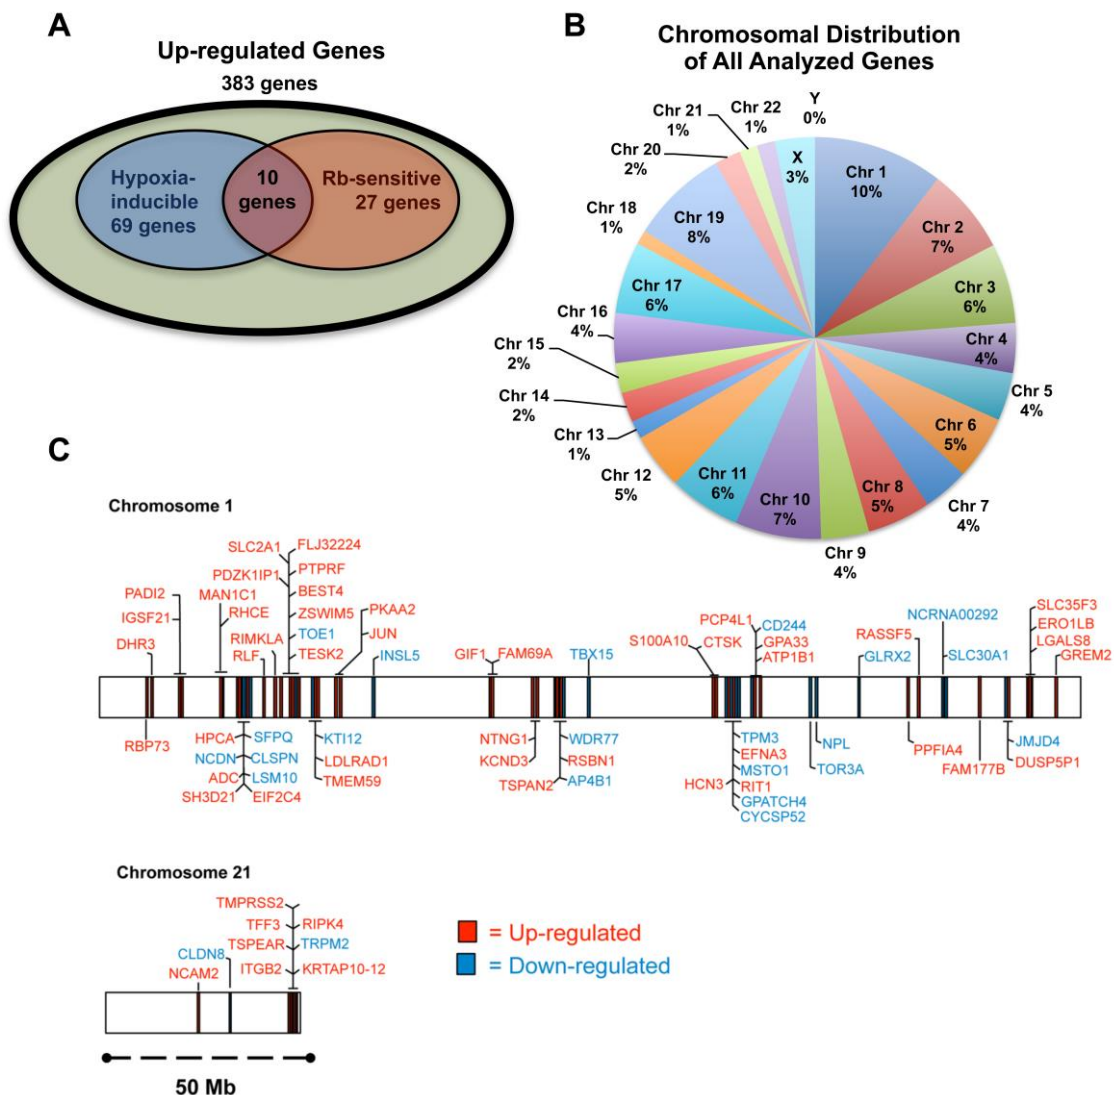 A
Up-regulated Genes
383 genes
Hypoxia-
inducible
69 genes
10
genes
Rb-sensitive
27 genes
B
Chromosomal Distribution
of All Analyzed Genes
Y
0%
Chr 1
10%
Chr 2
7%
Chr 3
6%
Chr 4
4%
Chr 5
4%
Chr 6
5%
Chr 7
4%
Chr 8
5%
Chr 9
4%
Chr 10
7%
Chr 11
6%
Chr 12
5%
Chr 13
1%
Chr 14
2%
Chr 15
2%
Chr 16
4%
Chr 17
6%
Chr 18
1%
Chr 19
8%
Chr 20
2%
Chr 21
1%
Chr 22
1%
X
3%
C
Chromosome 1
DHR3
IGSF21
PADI2
MAN1C1
RHCE
RIMKLA
RLF
SLC2A1
FLJ32224
PDZK1IP1
PTPRF
BEST4
ZSWIM5
TOE1
TESK2
PKAA2
JUN
INSL5
GIF1
FAM69A
TBX15
S100A10
CTSK
PCP4L1
CD244
GPA33
ATP1B1
GLRX2
RASSF5
NCRNA00292
SLC30A1
SLC35F3
ERO1LB
LGALS8
GREM2
RBP73
HPCA
SFPQ
NCDN
CLSPN
ADC
LSM10
SH3D21
EIF2C4
KTI12
LDLRAD1
TMEM59
NTNG1
KCND3
WDR77
RSBN1
TSPAN2
AP4B1
TPM3
EFNA3
MSTO1
HCN3
RIT1
GPATCH4
CYCSP52
NPL
TOR3A
PPFIA4
FAM177B
JMJD4
DUSP5P1
Chromosome 21
TMPRSS2
TFF3
RIPK4
TSPEAR
TRPM2
CLDN8
ITGB2
KRTAP10-12
NCAM2
50 Mb
= Up-regulated
= Down-regulated